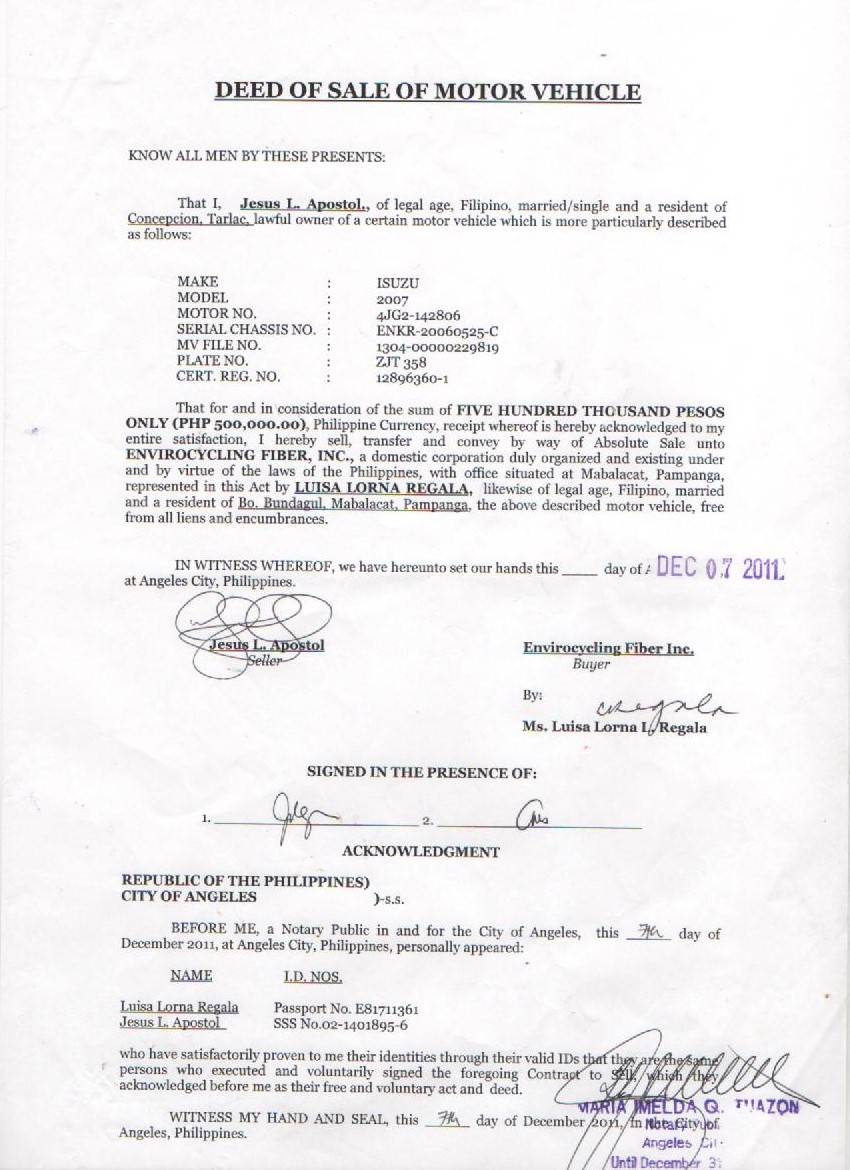 DEED OF SALE OF MOTOR VEHICLE
KNOW ALL MEN BY THESE PRESENTS:
That I, Jesus L. Apostol., of legal age, Filipino, married/single and a resident of
Concepcion, Tarlac, lawful owner of a certain motor vehicle which is more particularly described
as follows:
MAKE : ISUZU
MODEL : 2007
MOTOR NO. : 4JG2-142806
SERIAL CHASSIS NO. : ENKR-20060525-C
MV FILE NO. : 1304-00000229819
PLATE NO. : ZJT 358
CERT. REG. NO. : 12896360-1
That for and in consideration of the sum of FIVE HUNDRED THOUSAND PESOS
ONLY (PHP 500,000.00), Philippine Currency, receipt whereof is hereby acknowledged to my
entire satisfaction, I hereby sell, transfer and convey by way of Absolute Sale unto
ENVIROCYCLING FIBER, INC., a domestic corporation duly organized and existing under
and by virtue of the laws of the Philippines, with office situated at Mabalacat, Pampanga,
represented in this Act by LUISA LORNA REGALA, likewise of legal age, Filipino, married
and a resident of Bo. Bundagul, Mabalacat, Pampanga, the above described motor vehicle, free
from all liens and encumbrances.
IN WITNESS WHEREOF, we have hereunto set our hands this ____ day of DEC 07 2011
at Angeles City, Philippines.
Jesus L. Apostol
Seller
Envirocycling Fiber Inc.
Buyer
By:
Ms. Luisa Lorna L. Regala
SIGNED IN THE PRESENCE OF:
1. ____ 2. ____
ACKNOWLEDGMENT
REPUBLIC OF THE PHILIPPINES)
CITY OF ANGELES )-s.s.
BEFORE ME, a Notary Public in and for the City of Angeles, this 7th day of
December 2011, at Angeles City, Philippines, personally appeared:
NAME I.D. NOS.
Luisa Lorna Regala Passport No. E81711361
Jesus L. Apostol SSS No.02-1401895-6
who have satisfactorily proven to me their identities through their valid IDs that they are the same
persons who executed and voluntarily signed the foregoing Contract to Sell, which they
acknowledged before me as their free and voluntary act and deed.
MARIA IMELDA Q. TUAZON
WITNESS MY HAND AND SEAL, this 7th day of December 2011, in the City of
Angeles, Philippines.
Notary
Angeles
Until December 31